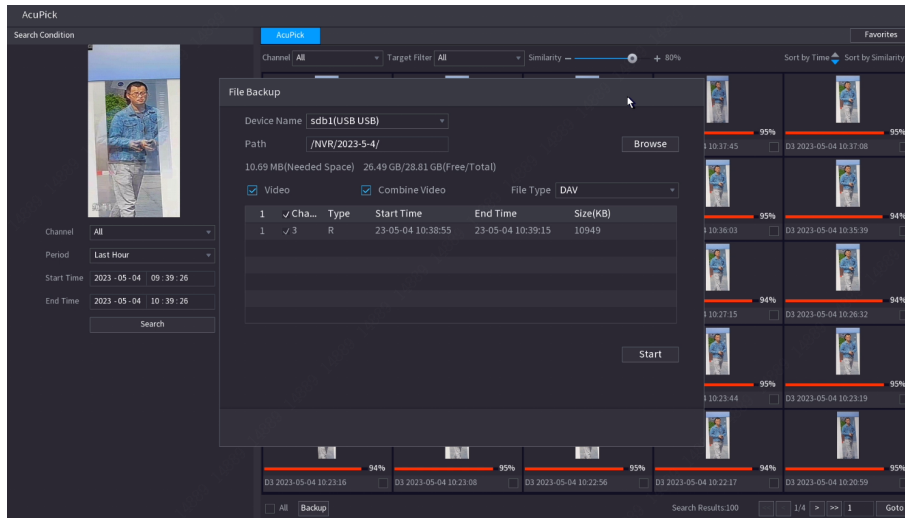 AcuPick
Search Condition
AcuPick
Favorites
Channel All
Target Filter All
Similarity
80%
Sort by Time
Sort by Similarity
Channel All
Period Last Hour
Start Time 2023 - 05 - 04 09 : 39 : 26
End Time 2023 - 05 - 04 10 : 39 : 26
Search
File Backup
Device Name sdb1(USB USB)
Path /NVR/2023-5-4/
Browse
10.69 MB(Needed Space) 26.49 GB/28.81 GB(Free/Total)
Video
Combine Video
File Type DAV
1 Cha... Type Start Time End Time Size(KB)
1 3 R 23-05-04 10:38:55 23-05-04 10:39:15 10949
Start
95% 95%
10:37:45 D3 2023-05-04 10:37:08
95% 94%
10:36:03 D3 2023-05-04 10:35:39
94% 94%
10:27:15 D3 2023-05-04 10:26:32
95% 95%
10:23:44 D3 2023-05-04 10:23:19
94% 95% 95% 94% 95%
D3 2023-05-04 10:23:16 D3 2023-05-04 10:23:08 D3 2023-05-04 10:22:56 D3 2023-05-04 10:22:17 D3 2023-05-04 10:20:59
All
Backup
Search Results:100
1/4 > >> 1 Goto